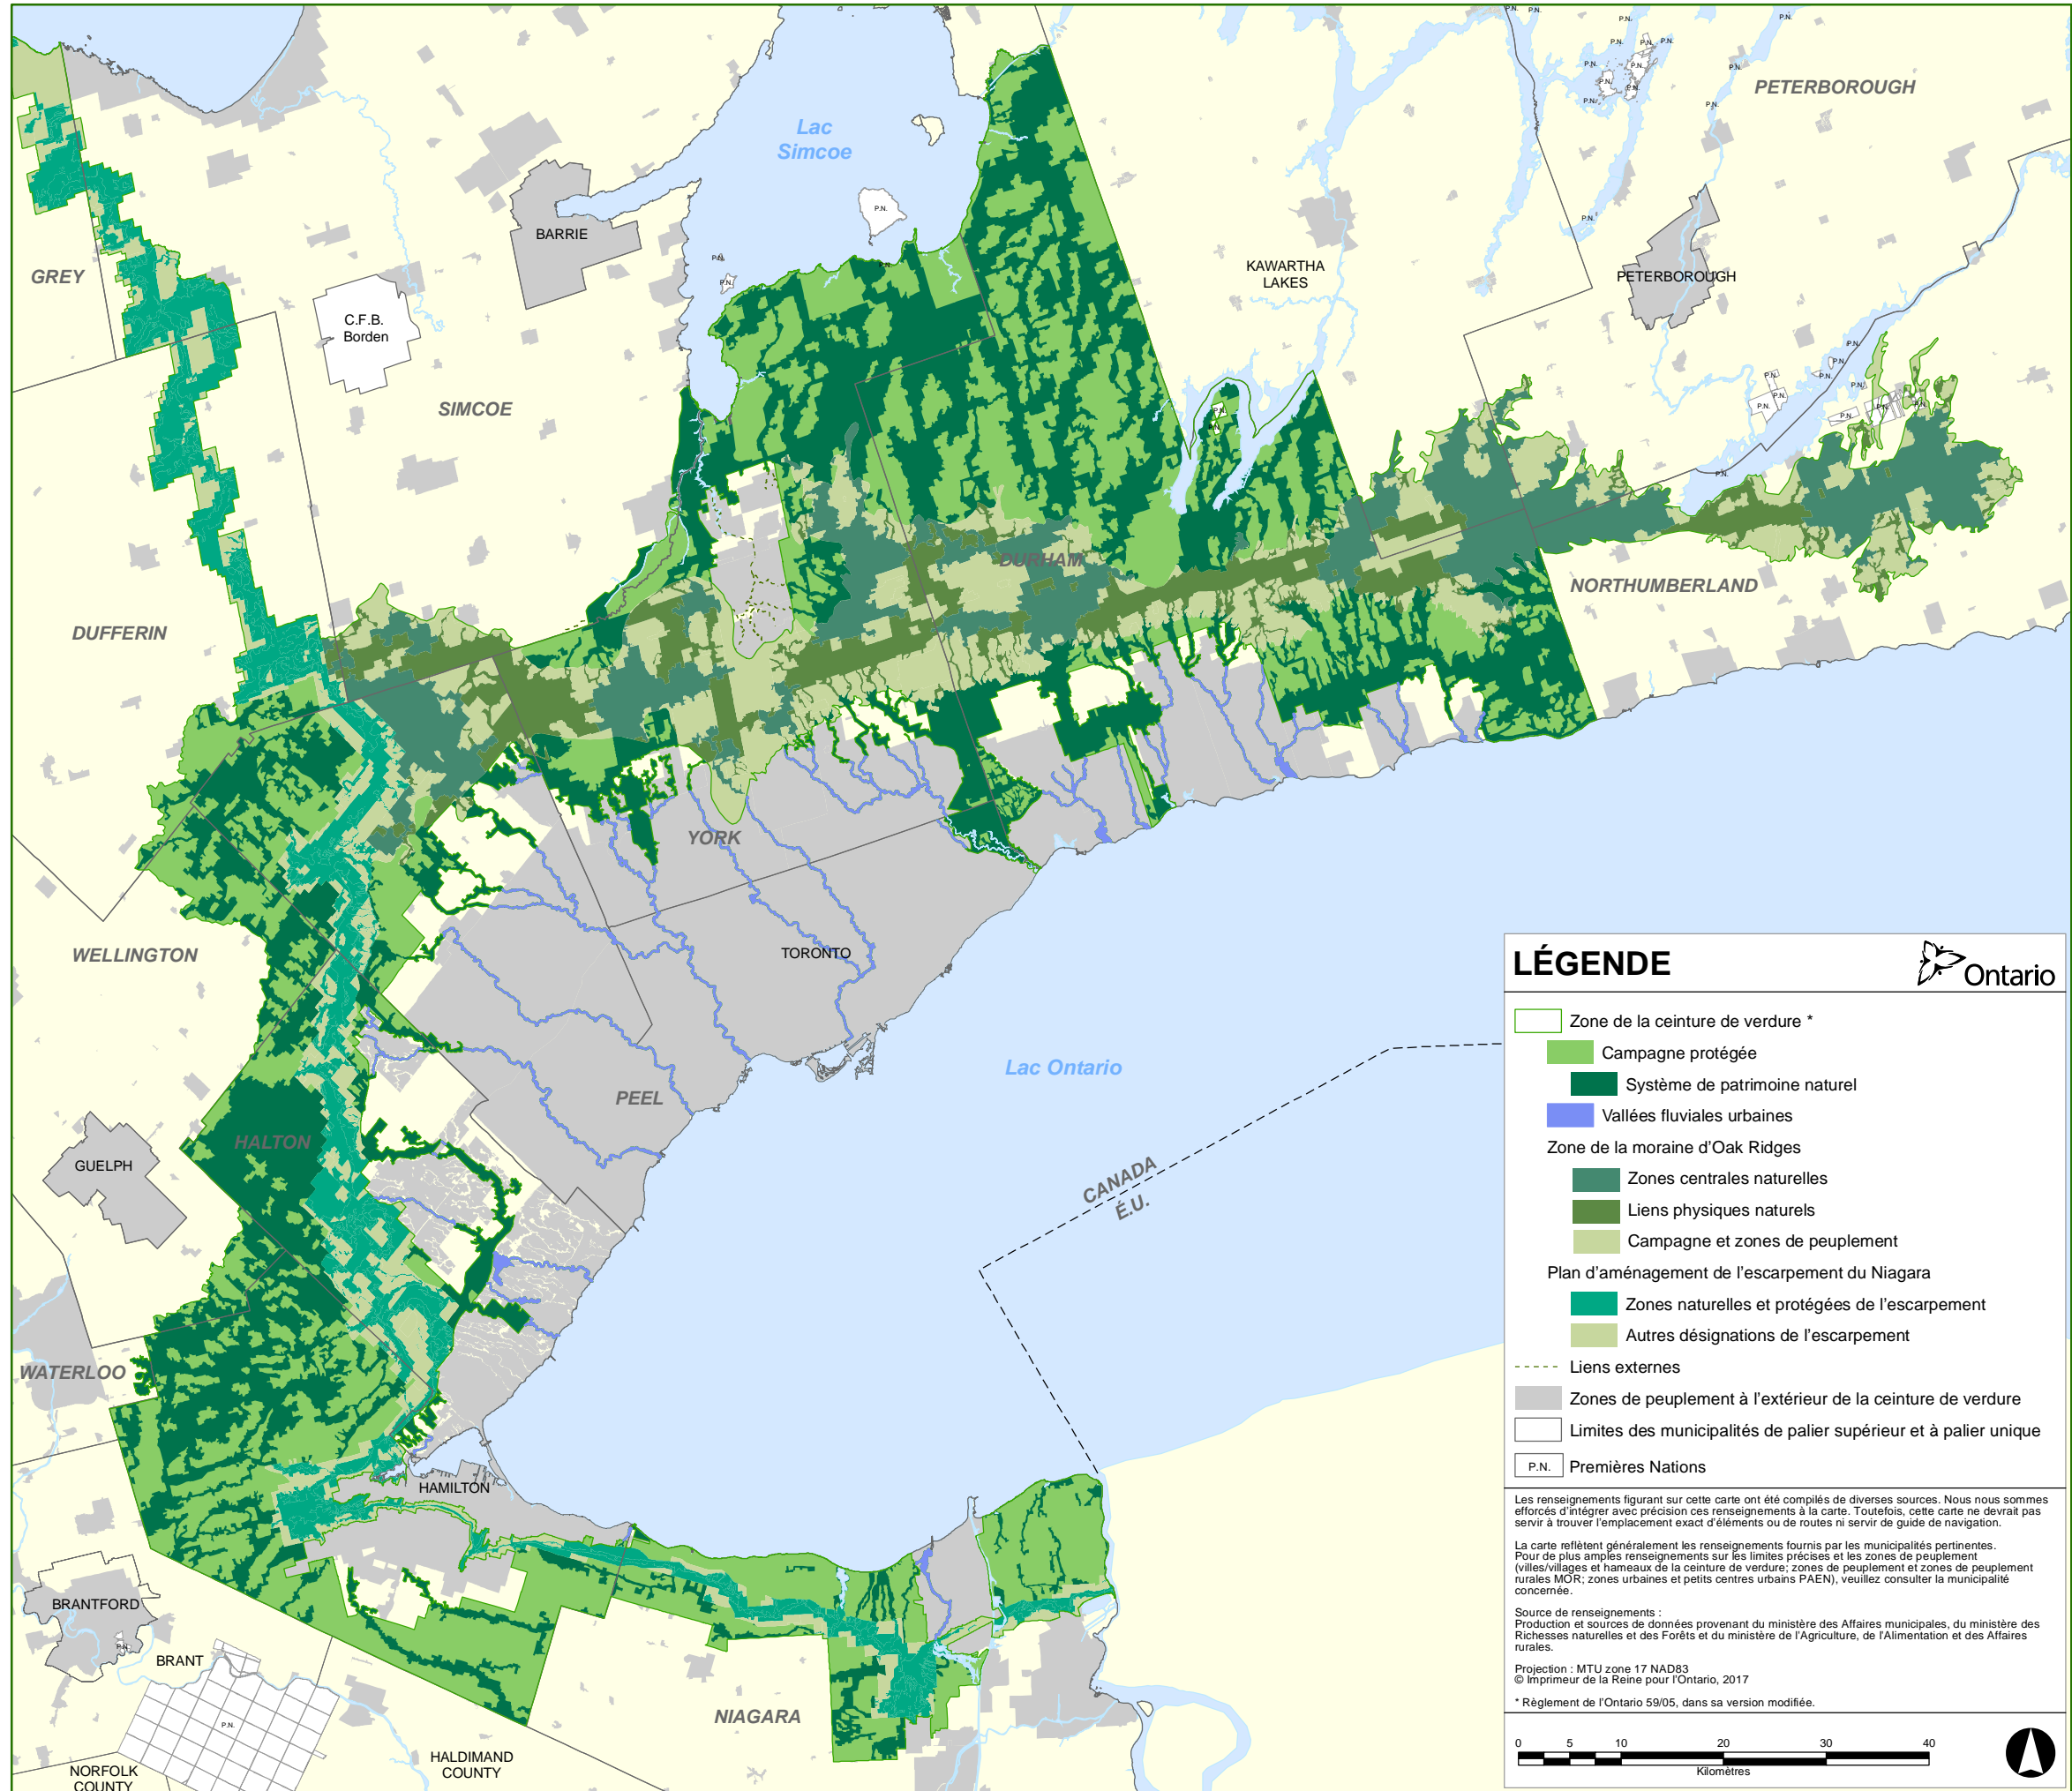 PETERBOROUGH
Lac
Simcoe
P.N.
BARRIE
GREY
KAWARTHA
LAKES
PETERBOROUGH
C.F.B.
Borden
SIMCOE
DURHAM
NORTHUMBERLAND
DUFFERIN
YORK
WELLINGTON
TORONTO
Lac Ontario
PEEL
HALTON
GUELPH
CANADA
É.U.
WATERLOO
HAMILTON
BRANTFORD
P.N.
BRANT
P.N.
NIAGARA
HALDIMAND
COUNTY
NORFOLK
COUNTY
LÉGENDE
Ontario
Zone de la ceinture de verdure *
Campagne protégée
Système de patrimoine naturel
Vallées fluviales urbaines
Zone de la moraine d'Oak Ridges
Zones centrales naturelles
Liens physiques naturels
Campagne et zones de peuplement
Plan d'aménagement de l'escarpement du Niagara
Zones naturelles et protégées de l'escarpement
Autres désignations de l'escarpement
Liens externes
Zones de peuplement à l'extérieur de la ceinture de verdure
Limites des municipalités de palier supérieur et à palier unique
P.N. Premières Nations
Les renseignements figurant sur cette carte ont été compilés de diverses sources. Nous nous sommes
efforcés d'intégrer avec précision ces renseignements à la carte. Toutefois, cette carte ne devrait pas
servir à trouver l'emplacement exact d'éléments ou de routes ni servir de guide de navigation.
La carte reflètent généralement les renseignements fournis par les municipalités pertinentes.
Pour de plus amples renseignements sur les limites précises et les zones de peuplement
(villes/villages et hameaux de la ceinture de verdure; zones de peuplement et zones de peuplement
rurales MOR; zones urbaines et petits centres urbains PAEN), veuillez consulter la municipalité
concernée.
Source de renseignements :
Production et sources de données provenant du ministère des Affaires municipales, du ministère des
Richesses naturelles et des Forêts et du ministère de l'Agriculture, de l'Alimentation et des Affaires
rurales.
Projection : MTU zone 17 NAD83
© Imprimeur de la Reine pour l'Ontario, 2017
* Règlement de l'Ontario 59/05, dans sa version modifiée.
0 5 10 20 30 40
Kilomètres